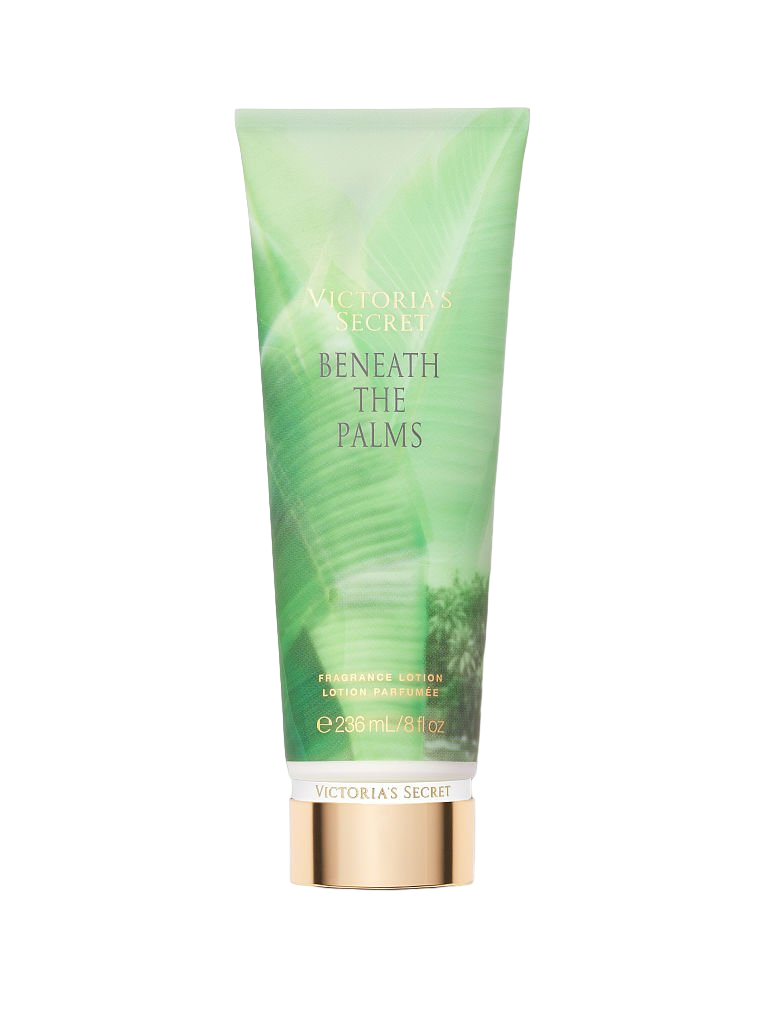 VICTORIA'S
SECRET
BENEATH
THE
PALMS
FRAGRANCE LOTION
LOTION PARFUMÉE
℮ 236 mL/8 fl oz
VICTORIA'S SECRET